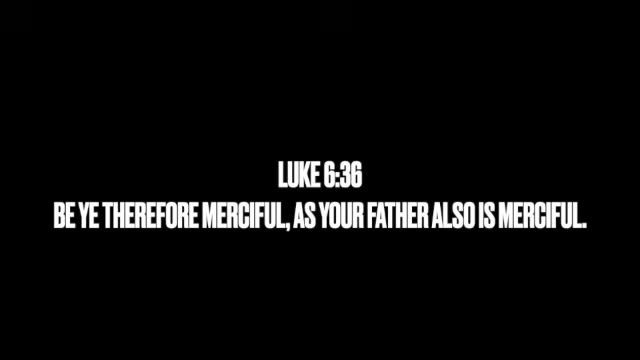 LUKE 6:36
BE YE THEREFORE MERCIFUL, AS YOUR FATHER ALSO IS MERCIFUL.